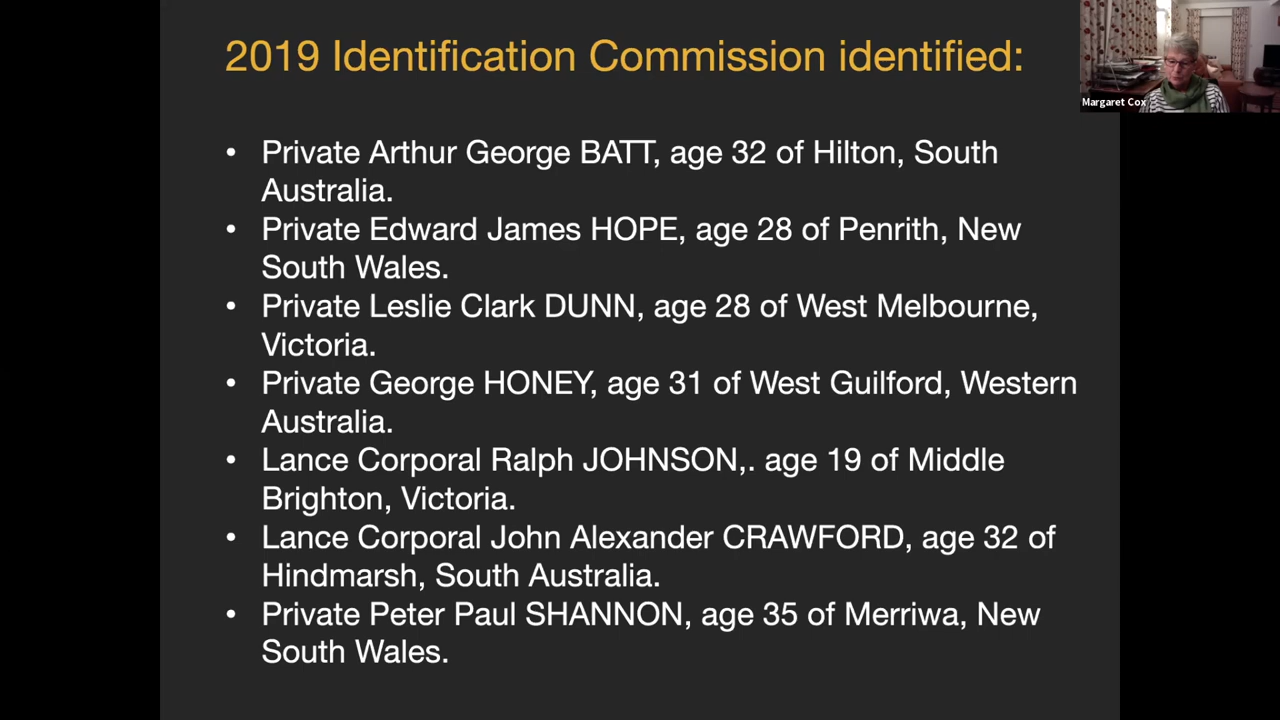 2019 Identification Commission identified:
Margaret Cox
• Private Arthur George BATT, age 32 of Hilton, South
Australia.
• Private Edward James HOPE, age 28 of Penrith, New
South Wales.
• Private Leslie Clark DUNN, age 28 of West Melbourne,
Victoria.
• Private George HONEY, age 31 of West Guilford, Western
Australia.
• Lance Corporal Ralph JOHNSON,. age 19 of Middle
Brighton, Victoria.
• Lance Corporal John Alexander CRAWFORD, age 32 of
Hindmarsh, South Australia.
• Private Peter Paul SHANNON, age 35 of Merriwa, New
South Wales.